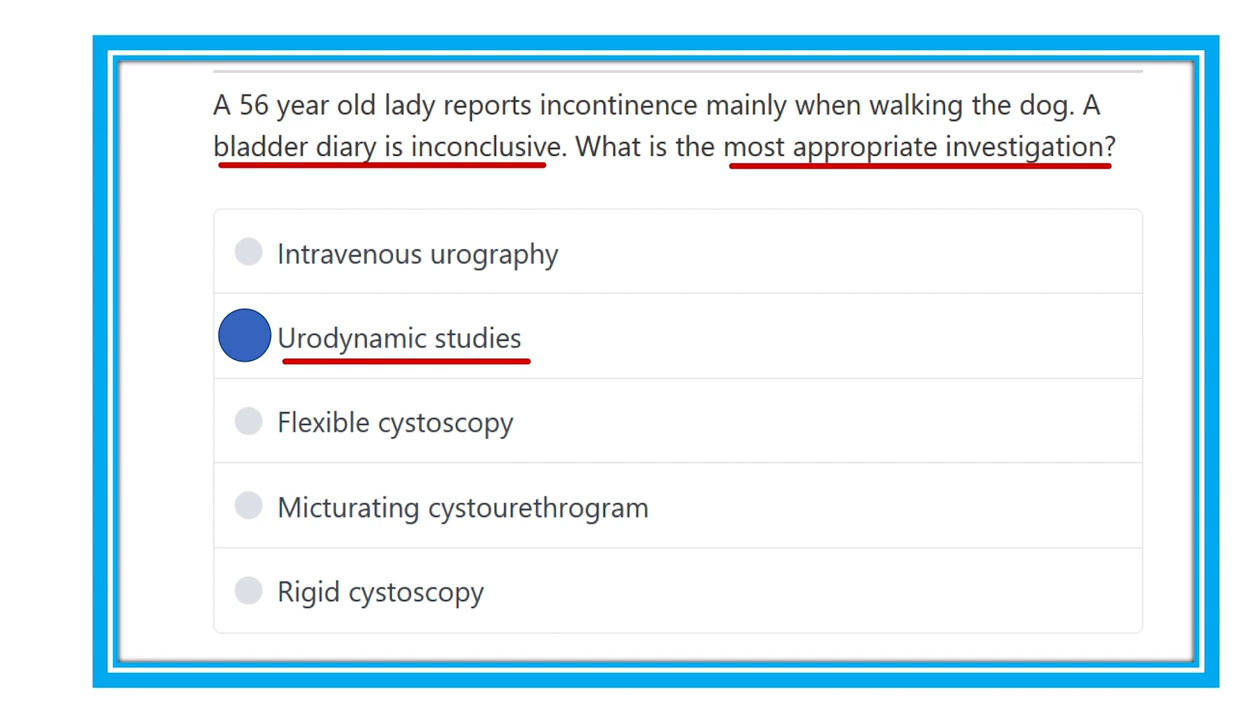 A 56 year old lady reports incontinence mainly when walking the dog. A
bladder diary is inconclusive. What is the most appropriate investigation?
Intravenous urography
Urodynamic studies
Flexible cystoscopy
Micturating cystourethrogram
Rigid cystoscopy